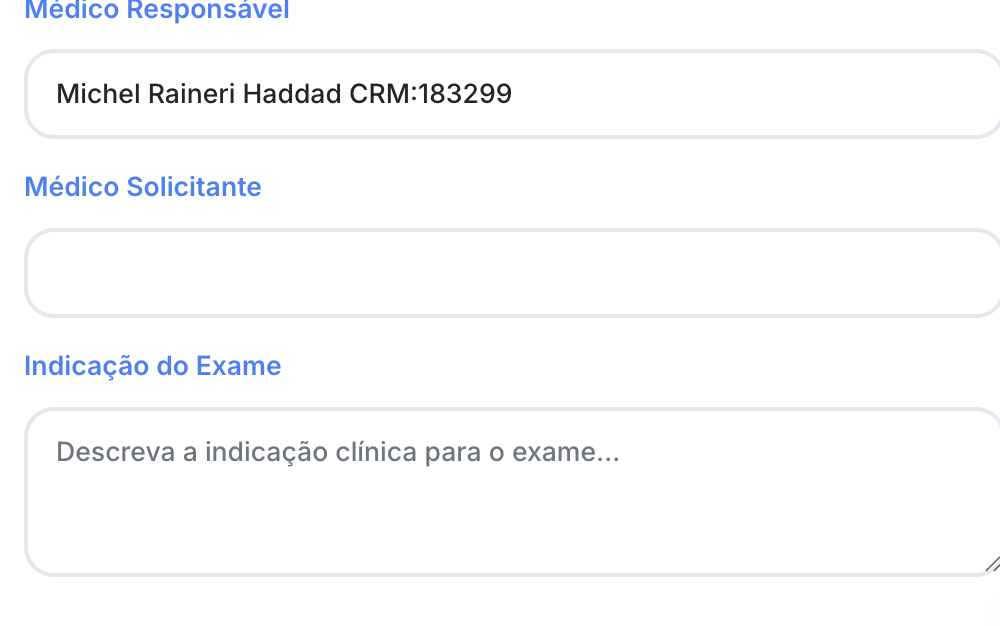 Médico Responsável
Michel Raineri Haddad CRM:183299
Médico Solicitante
Indicação do Exame
Descreva a indicação clínica para o exame...